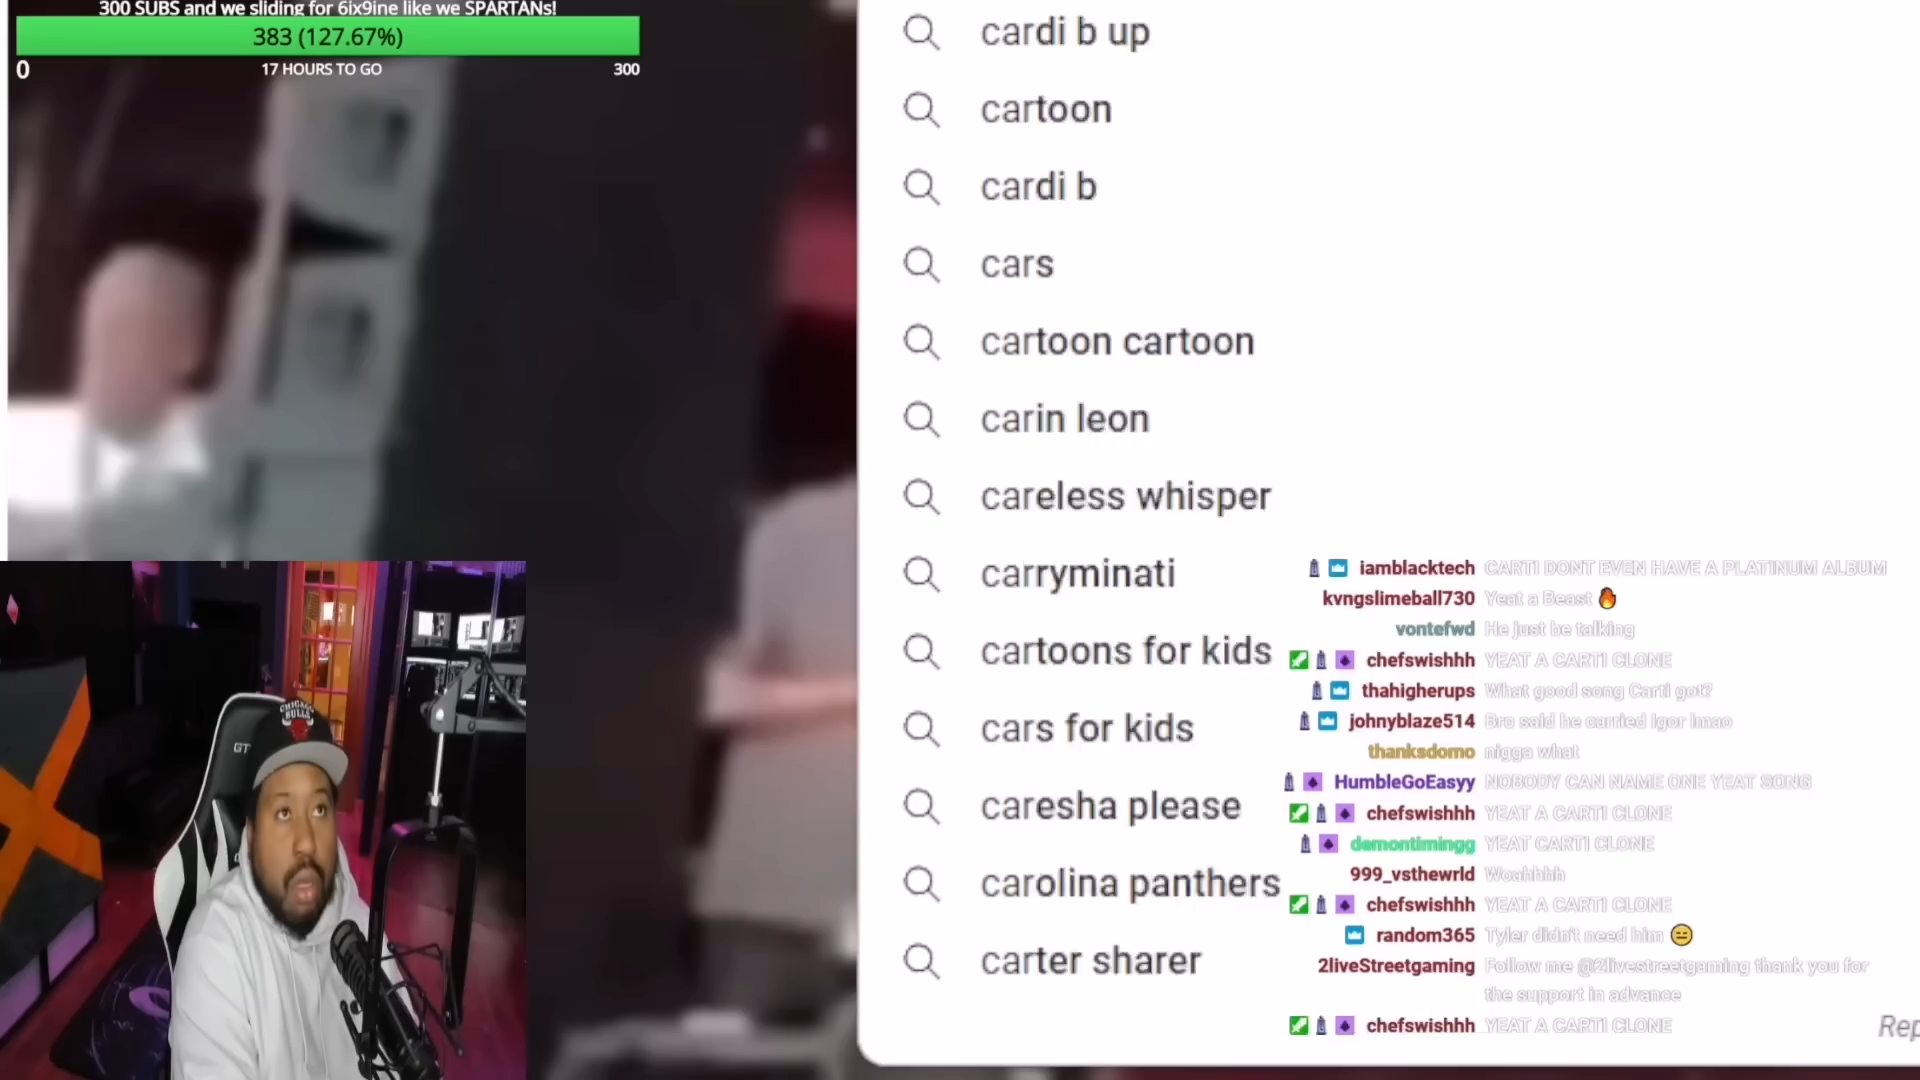 300 SUBS and we sliding for 6ix9ine like we SPARTANs!
383 (127.67%)
0 17 HOURS TO GO 300
cardi b up
cartoon
cardi b
cars
cartoon cartoon
carin leon
careless whisper
carryminati
cartoons for kids
cars for kids
caresha please
carolina panthers
carter sharer
iamblacktech CARTI DONT EVEN HAVE A PLATINUM ALBUM
kvngslimeball730 Yeat a Beast 🔥
vontefwd He just be talking
chefswishhh YEAT A CARTI CLONE
thahigherups What good song Carti got?
johnyblaze514 Bro said he carried Igor lmao
thanksdomo nigga what
HumbleGoEasyy NOBODY CAN NAME ONE YEAT SONG
chefswishhh YEAT A CARTI CLONE
demontimingg YEAT CARTI CLONE
999_vsthewrld Woahhhh
chefswishhh YEAT A CARTI CLONE
random365 Tyler didn't need him 😑
2liveStreetgaming Follow me @2livestreetgaming thank you for
the support in advance
chefswishhh YEAT A CARTI CLONE
Rep
CHICAGO
BULLS
GT